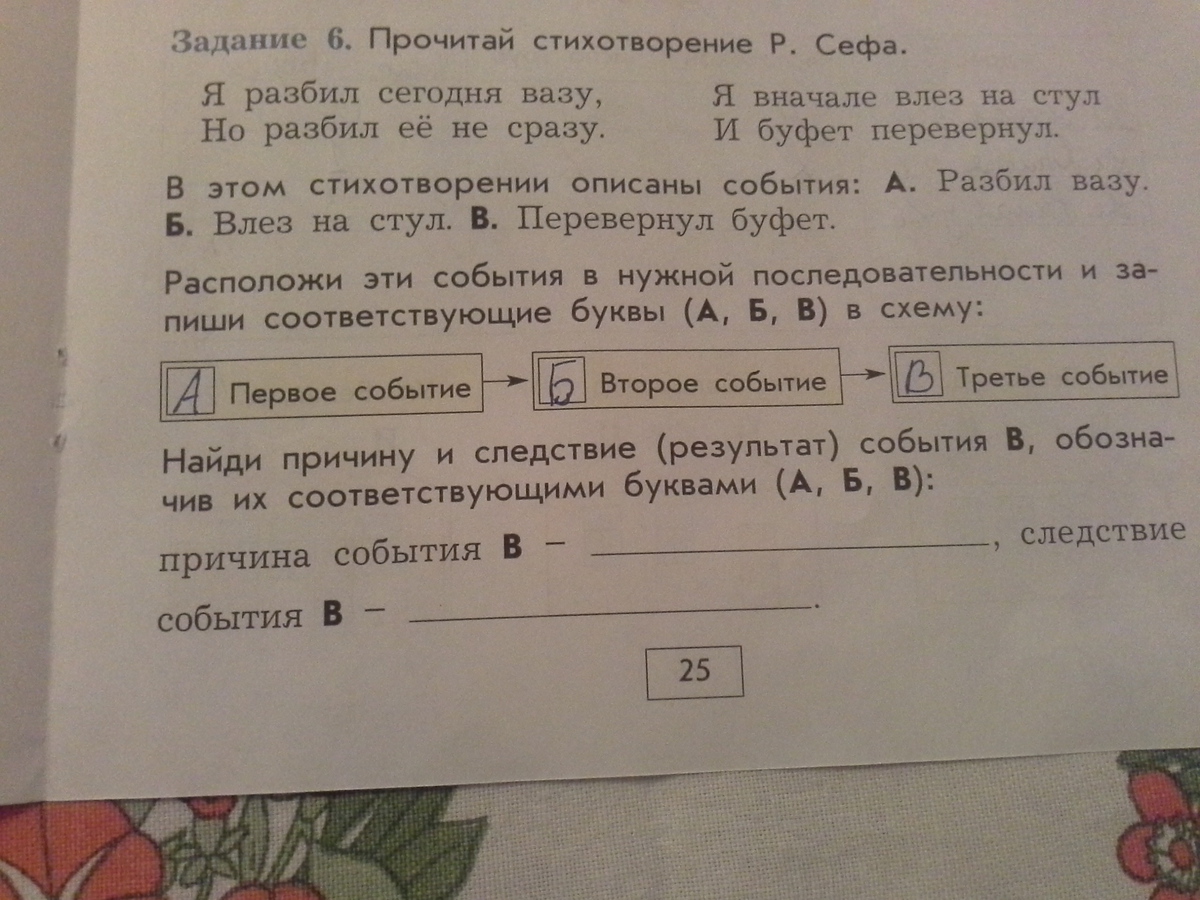 Задание 6. Прочитай стихотворение Р. Сефа.
Я разбил сегодня вазу,
Но разбил её не сразу.
Я вначале влез на стул
И буфет перевернул.
В этом стихотворении описаны события: А. Разбил вазу.
Б. Влез на стул. В. Перевернул буфет.
Расположи эти события в нужной последовательности и за-
пиши соответствующие буквы (А, Б, В) в схему:
А Первое событие Б Второе событие В Третье событие
Найди причину и следствие (результат) события В, обозна-
чив их соответствующими буквами (А, Б, В):
причина события В – , следствие
события В – .
25